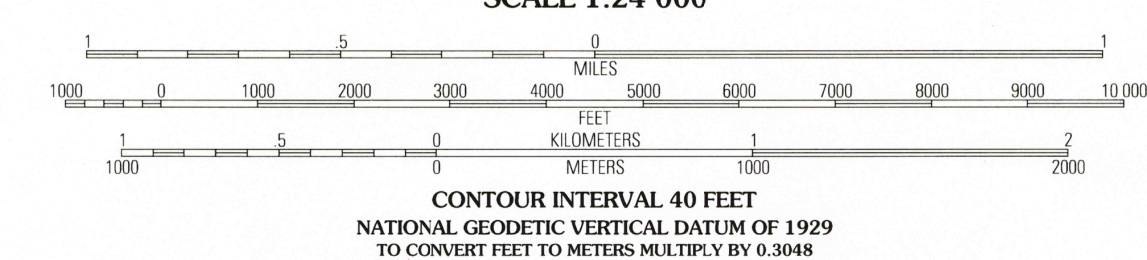 SCALE 1:24 000
1 .5 0 1
MILES
1000 0 1000 2000 3000 4000 5000 6000 7000 8000 9000 10 000
FEET
1 .5 0 KILOMETERS 1 2
1000 0 METERS 1000 2000
CONTOUR INTERVAL 40 FEET
NATIONAL GEODETIC VERTICAL DATUM OF 1929
TO CONVERT FEET TO METERS MULTIPLY BY 0.3048